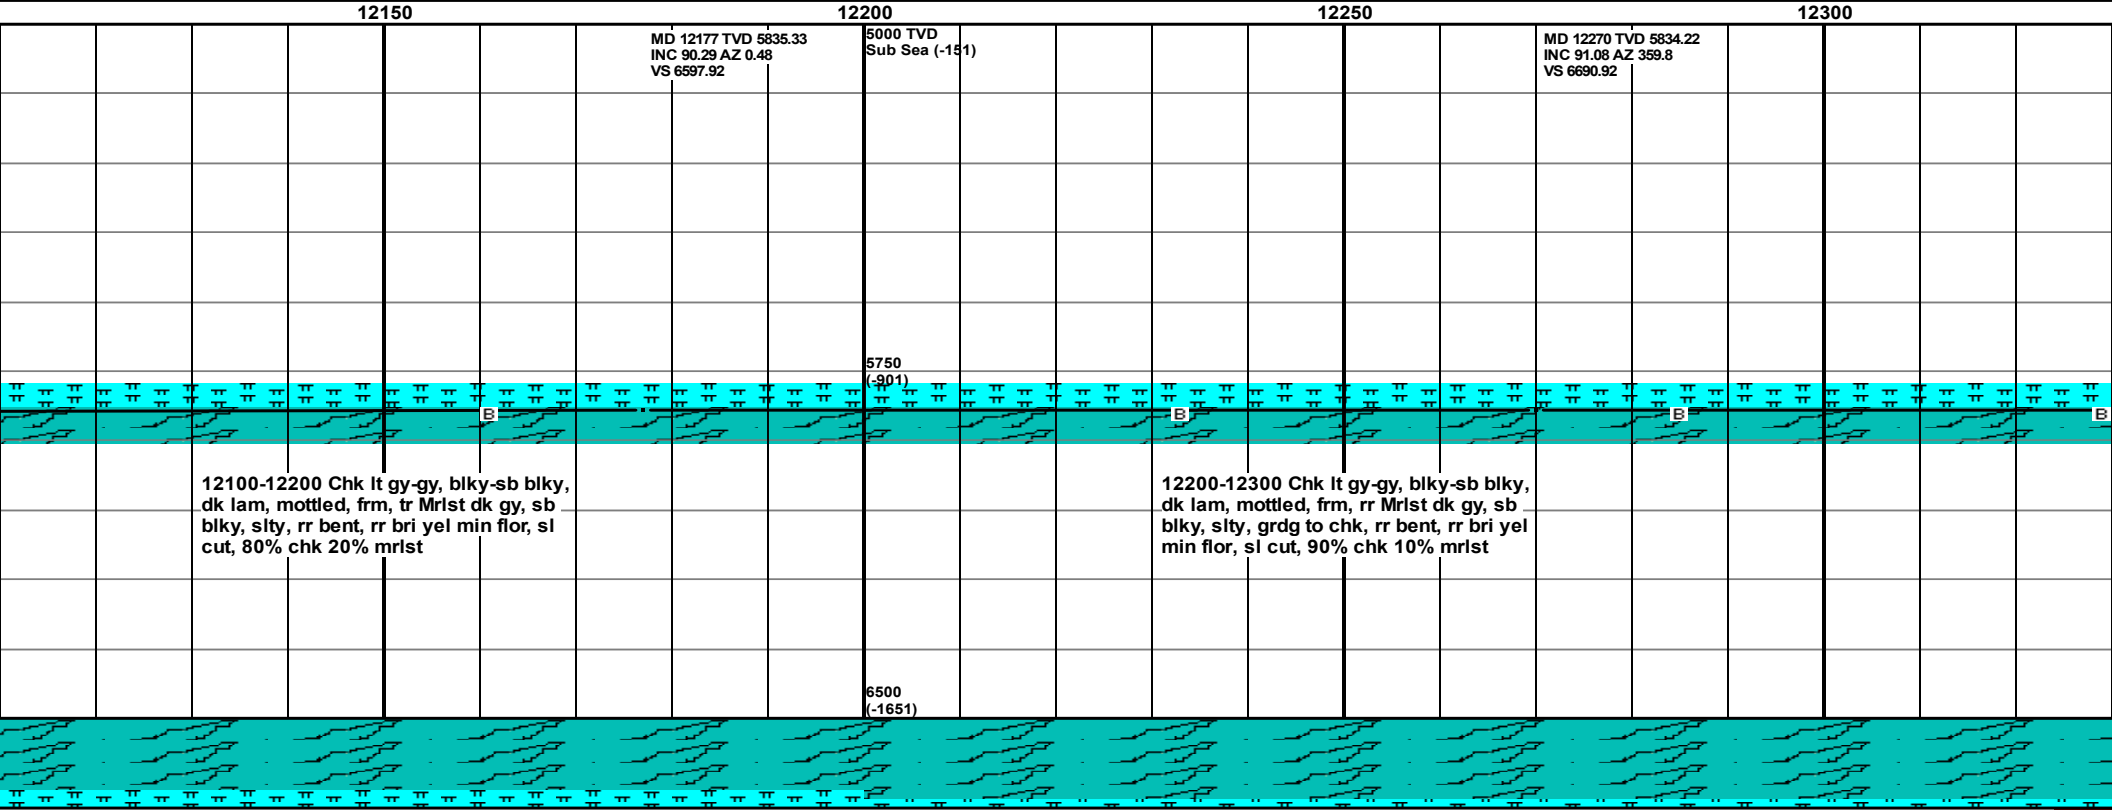 12150 12200 12250 12300
MD 12177 TVD 5835.33
INC 90.29 AZ 0.48
VS 6597.92
5000 TVD
Sub Sea (-151)
MD 12270 TVD 5834.22
INC 91.08 AZ 359.8
VS 6690.92
5750
(-901)
B B B B
12100-12200 Chk lt gy-gy, blky-sb blky,
dk lam, mottled, frm, tr Mrlst dk gy, sb
blky, slty, rr bent, rr bri yel min flor, sl
cut, 80% chk 20% mrlst
12200-12300 Chk lt gy-gy, blky-sb blky,
dk lam, mottled, frm, rr Mrlst dk gy, sb
blky, slty, grdg to chk, rr bent, rr bri yel
min flor, sl cut, 90% chk 10% mrlst
6500
(-1651)